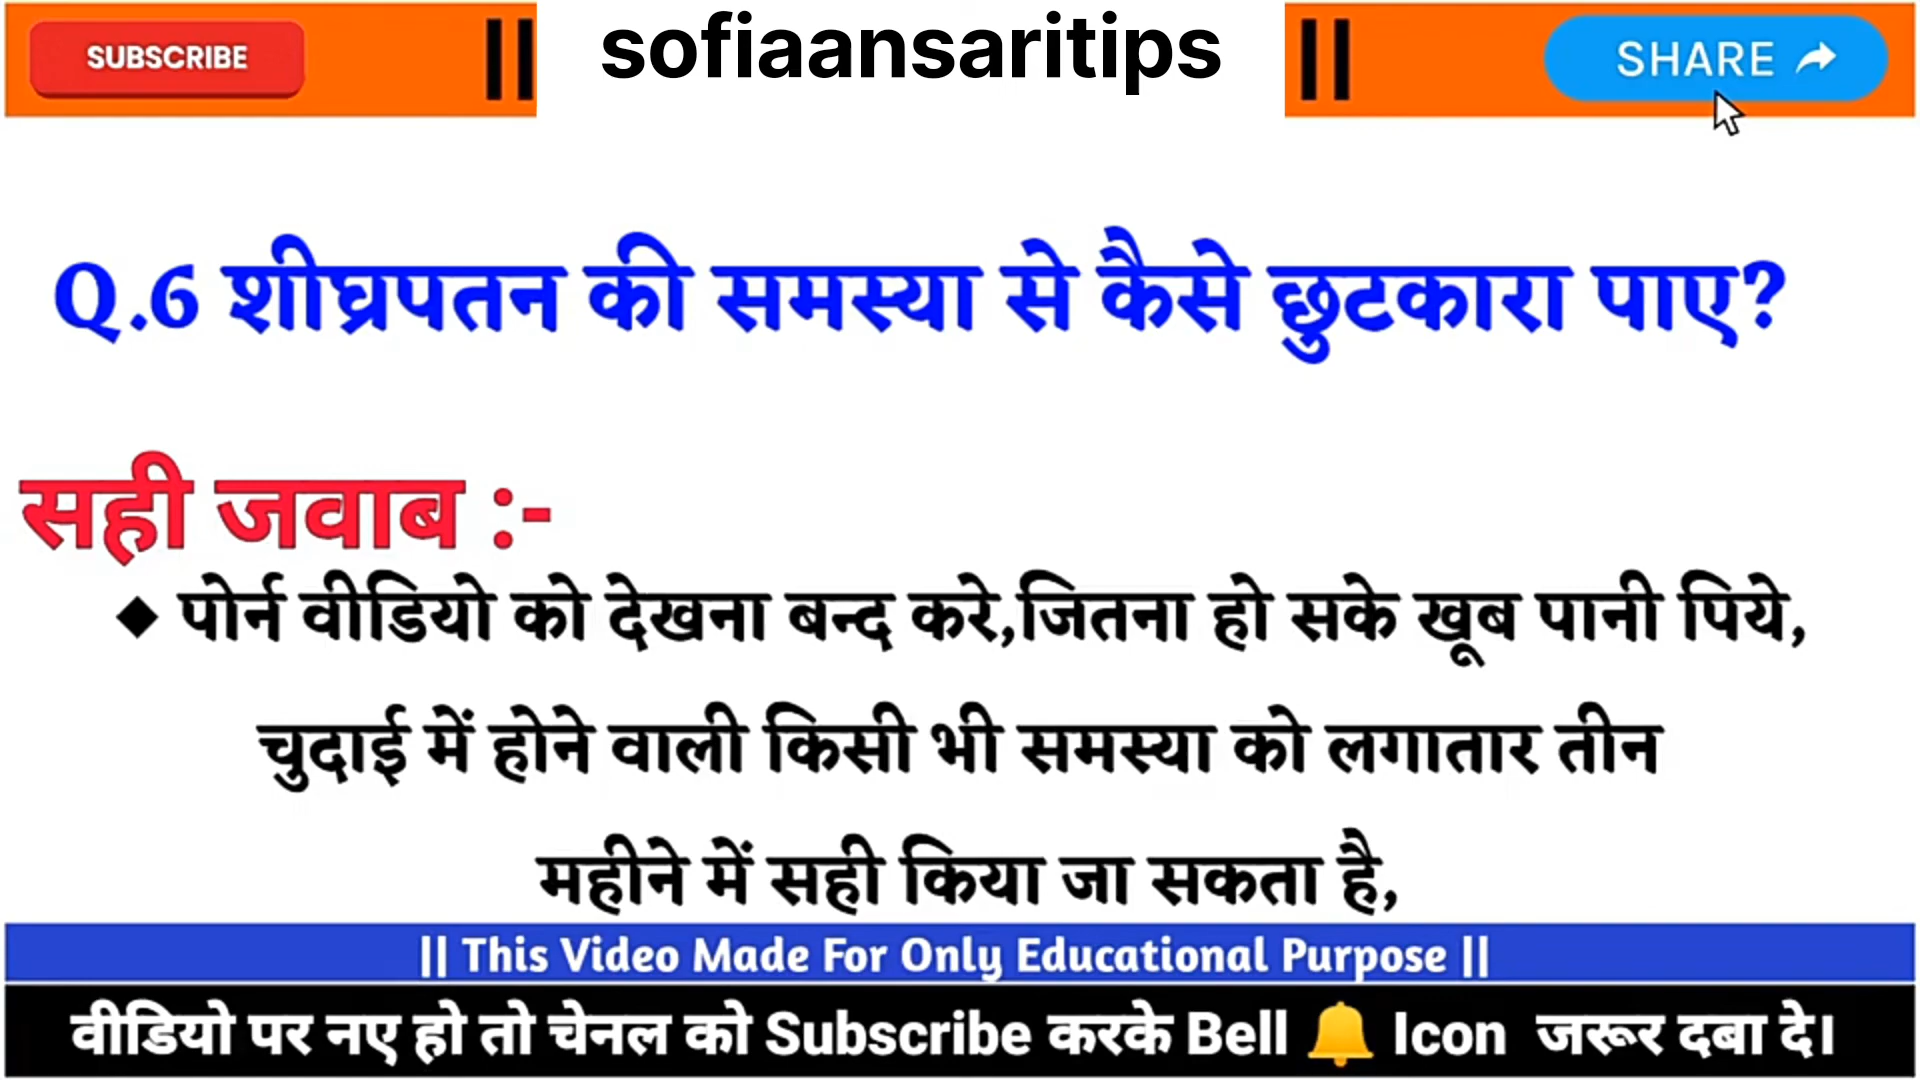 SUBSCRIBE || sofiaansaritips || SHARE
Q.6 शीघ्रपतन की समस्या से कैसे छुटकारा पाए?
सही जवाब :-
◆ पोर्न वीडियो को देखना बन्द करे,जितना हो सके खूब पानी पिये,
चुदाई में होने वाली किसी भी समस्या को लगातार तीन
महीने में सही किया जा सकता है,
|| This Video Made For Only Educational Purpose ||
वीडियो पर नए हो तो चेनल को Subscribe करके Bell 🔔 Icon जरूर दबा दे।